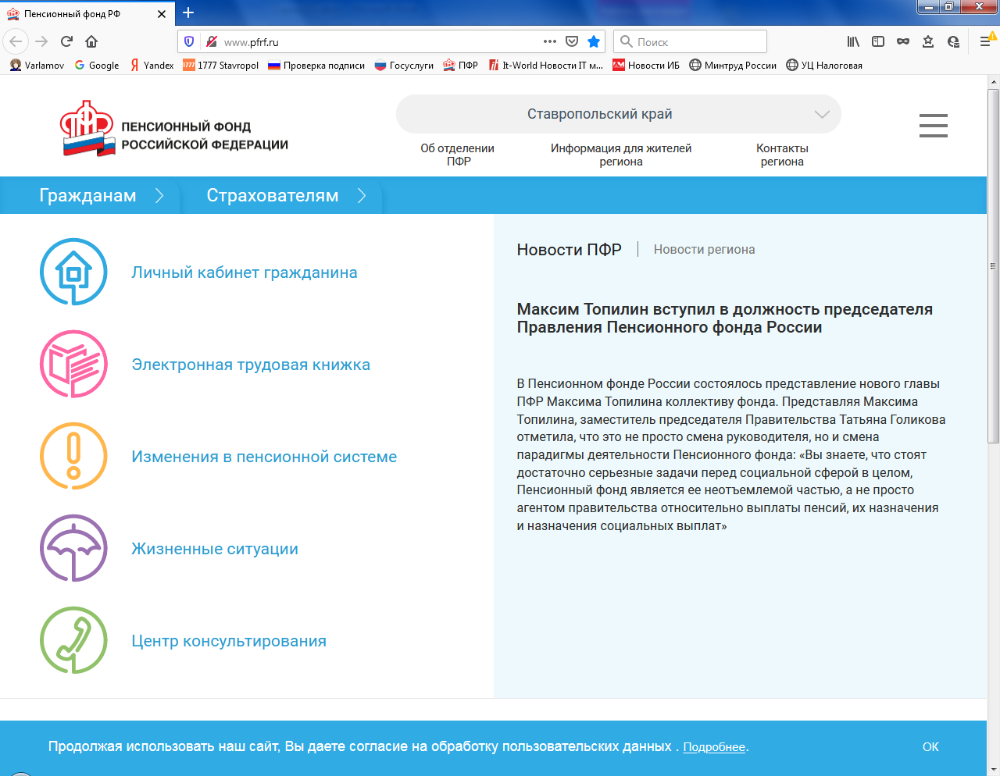 Пенсионный фонд РФ
www.pfrf.ru
Поиск
Varlamov
Google
Yandex
1777 Stavropol
Проверка подписи
Госуслуги
ПФР
It-World Новости IT м...
Новости ИБ
Минтруд России
УЦ Налоговая
ПЕНСИОННЫЙ ФОНД
РОССИЙСКОЙ ФЕДЕРАЦИИ
Ставропольский край
Об отделении
ПФР
Информация для жителей
региона
Контакты
региона
Гражданам
Страхователям
Личный кабинет гражданина
Электронная трудовая книжка
Изменения в пенсионной системе
Жизненные ситуации
Центр консультирования
Новости ПФР
Новости региона
Максим Топилин вступил в должность председателя
Правления Пенсионного фонда России
В Пенсионном фонде России состоялось представление нового главы
ПФР Максима Топилина коллективу фонда. Представляя Максима
Топилина, заместитель председателя Правительства Татьяна Голикова
отметила, что это не просто смена руководителя, но и смена
парадигмы деятельности Пенсионного фонда: «Вы знаете, что стоят
достаточно серьезные задачи перед социальной сферой в целом,
Пенсионный фонд является ее неотъемлемой частью, а не просто
агентом правительства относительно выплаты пенсий, их назначения
и назначения социальных выплат»
Продолжая использовать наш сайт, Вы даете согласие на обработку пользовательских данных . Подробнее.
ОК